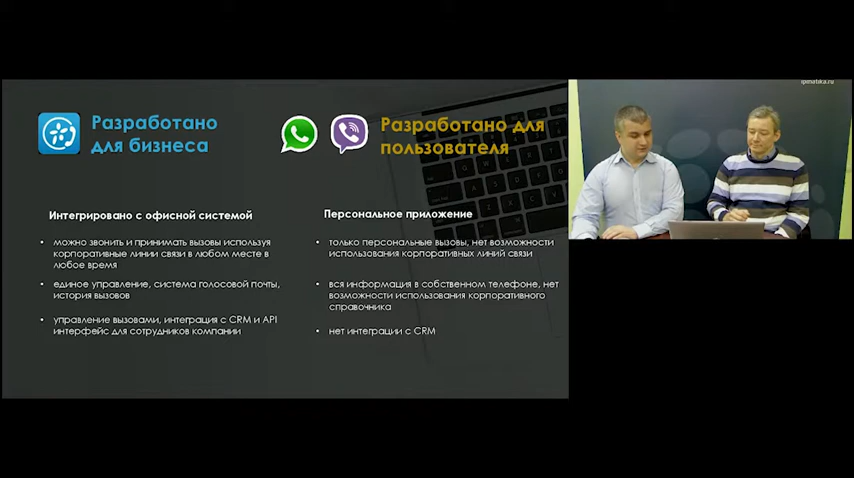 Разработано
для бизнеса
Разработано для
пользователя
Интегрировано с офисной системой
Персональное приложение
• можно звонить и принимать вызовы используя
корпоративные линии связи в любом месте в
любое время
• единое управление, система голосовой почты,
история вызовов
• управление вызовами, интеграция с CRM и API
интерфейс для сотрудников компании
• только персональные вызовы, нет возможности
использования корпоративных линий связи
• вся информация в собственном телефоне, нет
возможности использования корпоративного
справочника
• нет интеграции с CRM
ipmatika.ru